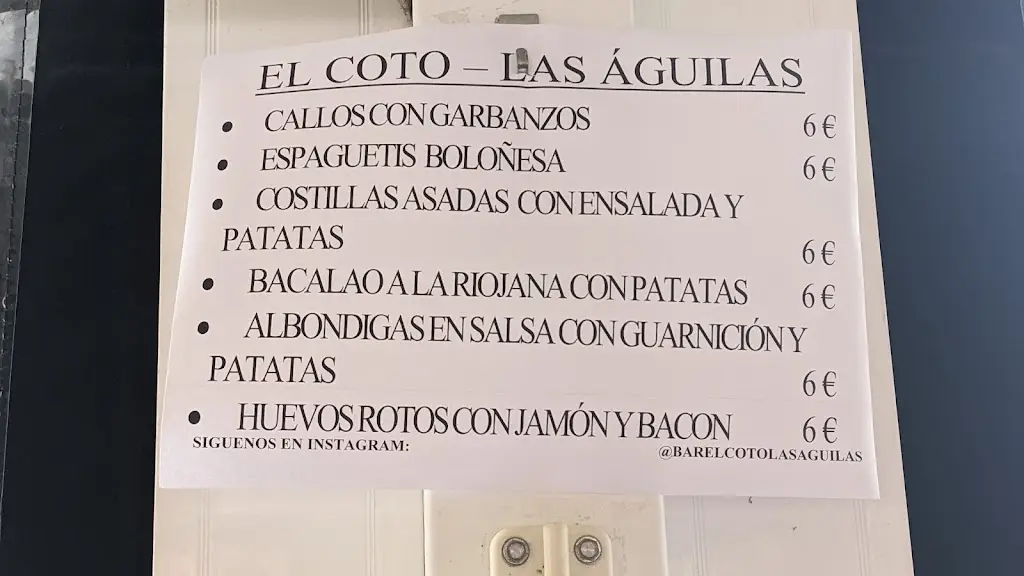 EL COTO – LAS ÁGUILAS
• CALLOS CON GARBANZOS 6 €
• ESPAGUETIS BOLOÑESA 6 €
• COSTILLAS ASADAS CON ENSALADA Y
PATATAS 6 €
• BACALAO A LA RIOJANA CON PATATAS 6 €
• ALBONDIGAS EN SALSA CON GUARNICIÓN Y
PATATAS 6 €
• HUEVOS ROTOS CON JAMÓN Y BACON 6 €
SIGUENOS EN INSTAGRAM: @BARELCOTOLASAGUILAS